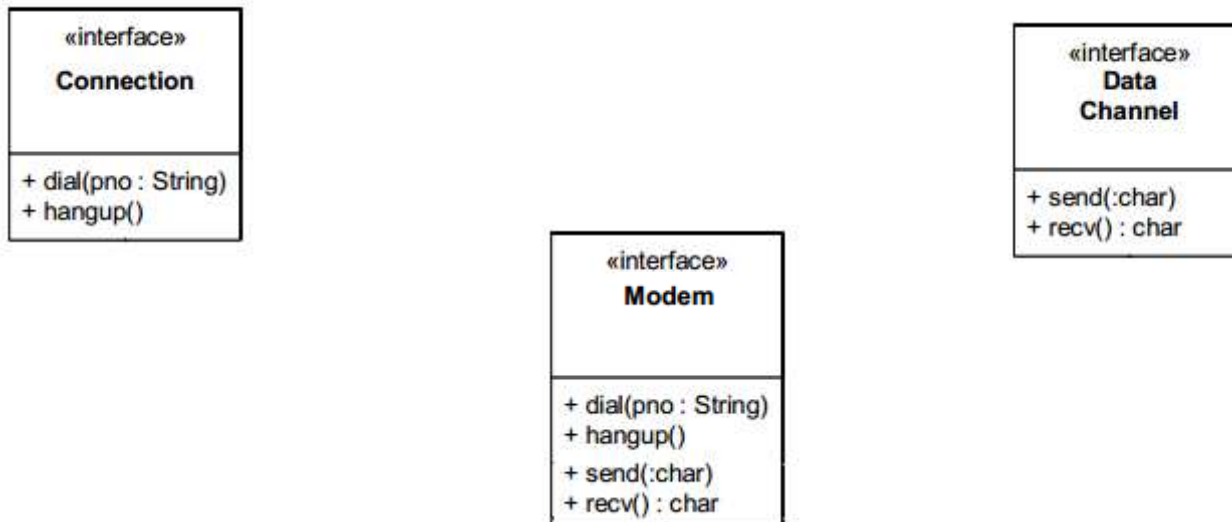 «interface»
Connection
+ dial(pno : String)
+ hangup()
«interface»
Data
Channel
+ send(:char)
+ recv() : char
«interface»
Modem
+ dial(pno : String)
+ hangup()
+ send(:char)
+ recv() : char